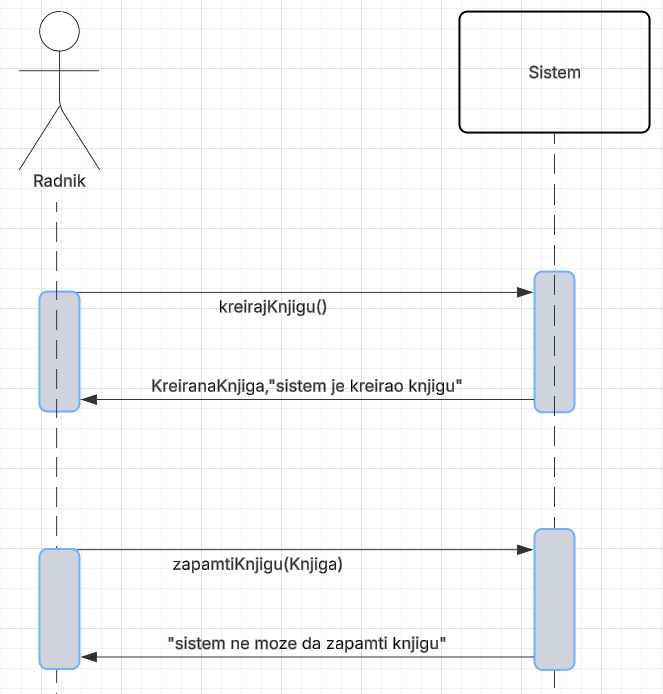 Sistem
Radnik
kreirajKnjigu()
KreiranaKnjiga,"sistem je kreirao knjigu"
zapamtiKnjigu(Knjiga)
"sistem ne moze da zapamti knjigu"